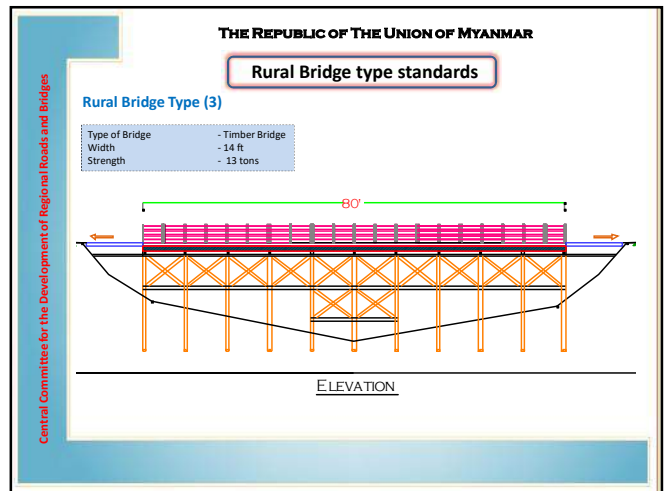 THE REPUBLIC OF THE UNION OF MYANMAR
Rural Bridge type standards
Rural Bridge Type (3)
Type of Bridge - Timber Bridge
Width - 14 ft
Strength - 13 tons
80'
ELEVATION
Central Committee for the Development of Regional Roads and Bridges